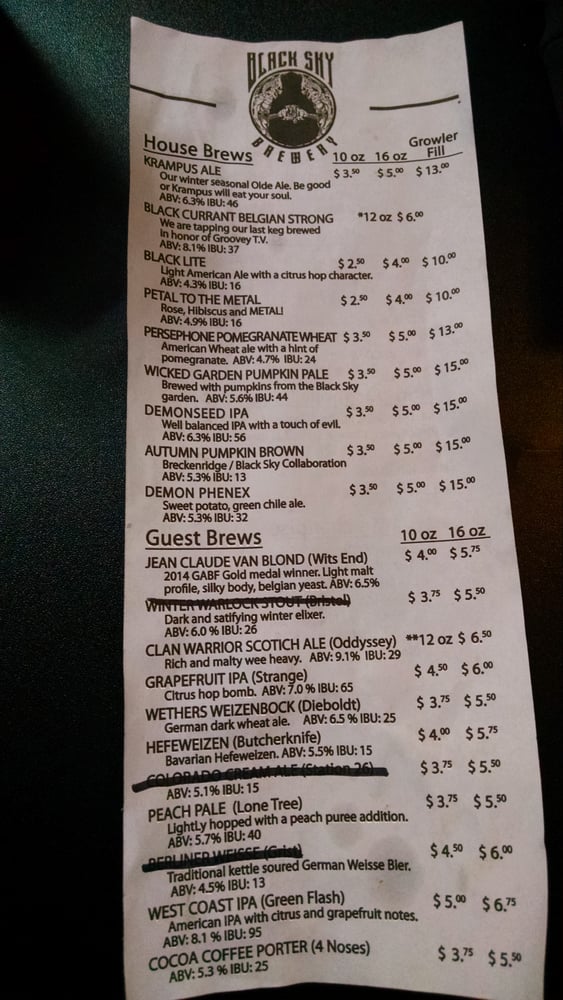 BLACK SKY
BREWERY
House Brews 10 oz 16 oz Growler Fill
KRAMPUS ALE $3.50 $5.00 $13.00
Our winter seasonal Olde Ale. Be good
or Krampus will eat your soul.
ABV: 6.3% IBU: 46
BLACK CURRANT BELGIAN STRONG *12 oz $6.00
We are tapping our last keg brewed
in honor of Groovey T.V.
ABV: 8.1% IBU: 37
BLACK LITE $2.50 $4.00 $10.00
Light American Ale with a citrus hop character.
ABV: 4.3% IBU: 16
PETAL TO THE METAL $2.50 $4.00 $10.00
Rose, Hibiscus and METAL!
ABV: 4.9% IBU: 16
PERSEPHONE POMEGRANATE WHEAT $3.50 $5.00 $13.00
American Wheat ale with a hint of
pomegranate. ABV: 4.7% IBU: 24
WICKED GARDEN PUMPKIN PALE $3.50 $5.00 $15.00
Brewed with pumpkins from the Black Sky
garden. ABV: 5.6% IBU: 44
DEMONSEED IPA $3.50 $5.00 $15.00
Well balanced IPA with a touch of evil.
ABV: 6.3% IBU: 56
AUTUMN PUMPKIN BROWN $3.50 $5.00 $15.00
Breckenridge / Black Sky Collaboration
ABV: 5.3% IBU: 13
DEMON PHENEX $3.50 $5.00 $15.00
Sweet potato, green chile ale.
ABV: 5.3% IBU: 32
Guest Brews 10 oz 16 oz
JEAN CLAUDE VAN BLOND (Wits End) $4.00 $5.75
2014 GABF Gold medal winner. Light malt
profile, silky body, belgian yeast. ABV: 6.5%
WINTER WARLOCK STOUT (Bristol) $3.75 $5.50
Dark and satifying winter elixer.
ABV: 6.0 % IBU: 26
CLAN WARRIOR SCOTICH ALE (Oddyssey) **12 oz $6.50
Rich and malty wee heavy. ABV: 9.1% IBU: 29
GRAPEFRUIT IPA (Strange) $4.50 $6.00
Citrus hop bomb. ABV: 7.0 % IBU: 65
WETHERS WEIZENBOCK (Dieboldt) $3.75 $5.50
German dark wheat ale. ABV: 6.5 % IBU: 25
HEFEWEIZEN (Butcherknife) $4.00 $5.75
Bavarian Hefeweizen. ABV: 5.5% IBU: 15
COLORADO CREAM ALE (Station 26) $3.75 $5.50
ABV: 5.1% IBU: 15
PEACH PALE (Lone Tree) $3.75 $5.50
LightLy hopped with a peach puree addition.
ABV: 5.7% IBU: 40
BERLINER WEISSE (Grist) $4.50 $6.00
Traditional kettle soured German Weisse Bier.
ABV: 4.5% IBU: 13
WEST COAST IPA (Green Flash) $5.00 $6.75
American IPA with citrus and grapefruit notes.
ABV: 8.1 % IBU: 95
COCOA COFFEE PORTER (4 Noses) $3.75 $5.50
ABV: 5.3 % IBU: 25